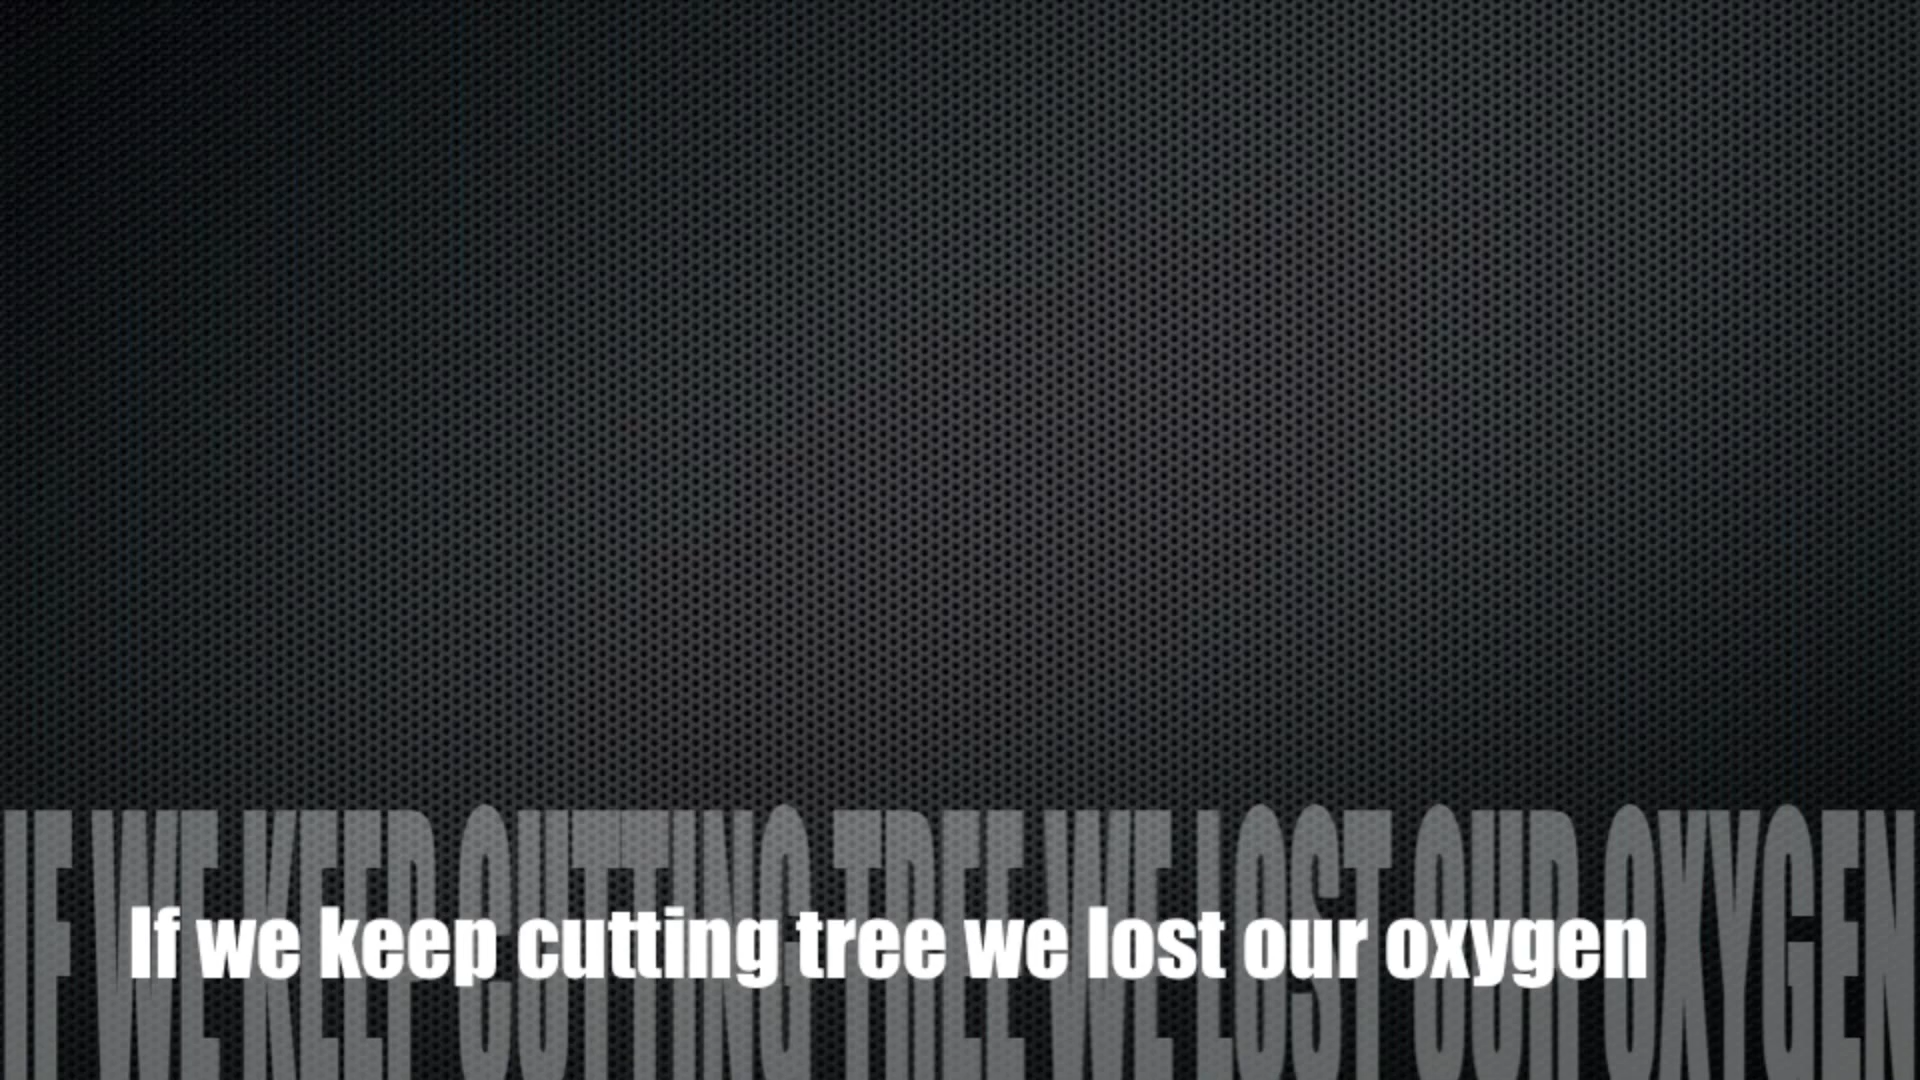 IF WE KEEP CUTTING TREE WE LOST OUR OXYGEN
If we keep cutting tree we lost our oxygen